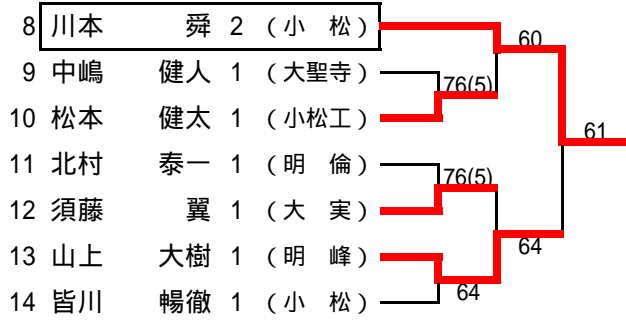 8 川本 舜 2 (小 松)
60
9 中嶋 健人 1 (大聖寺)
76(5)
10 松本 健太 1 (小松工)
61
11 北村 泰一 1 (明 倫)
76(5)
12 須藤 翼 1 (大 実)
64
13 山上 大樹 1 (明 峰)
64
14 皆川 暢徹 1 (小 松)